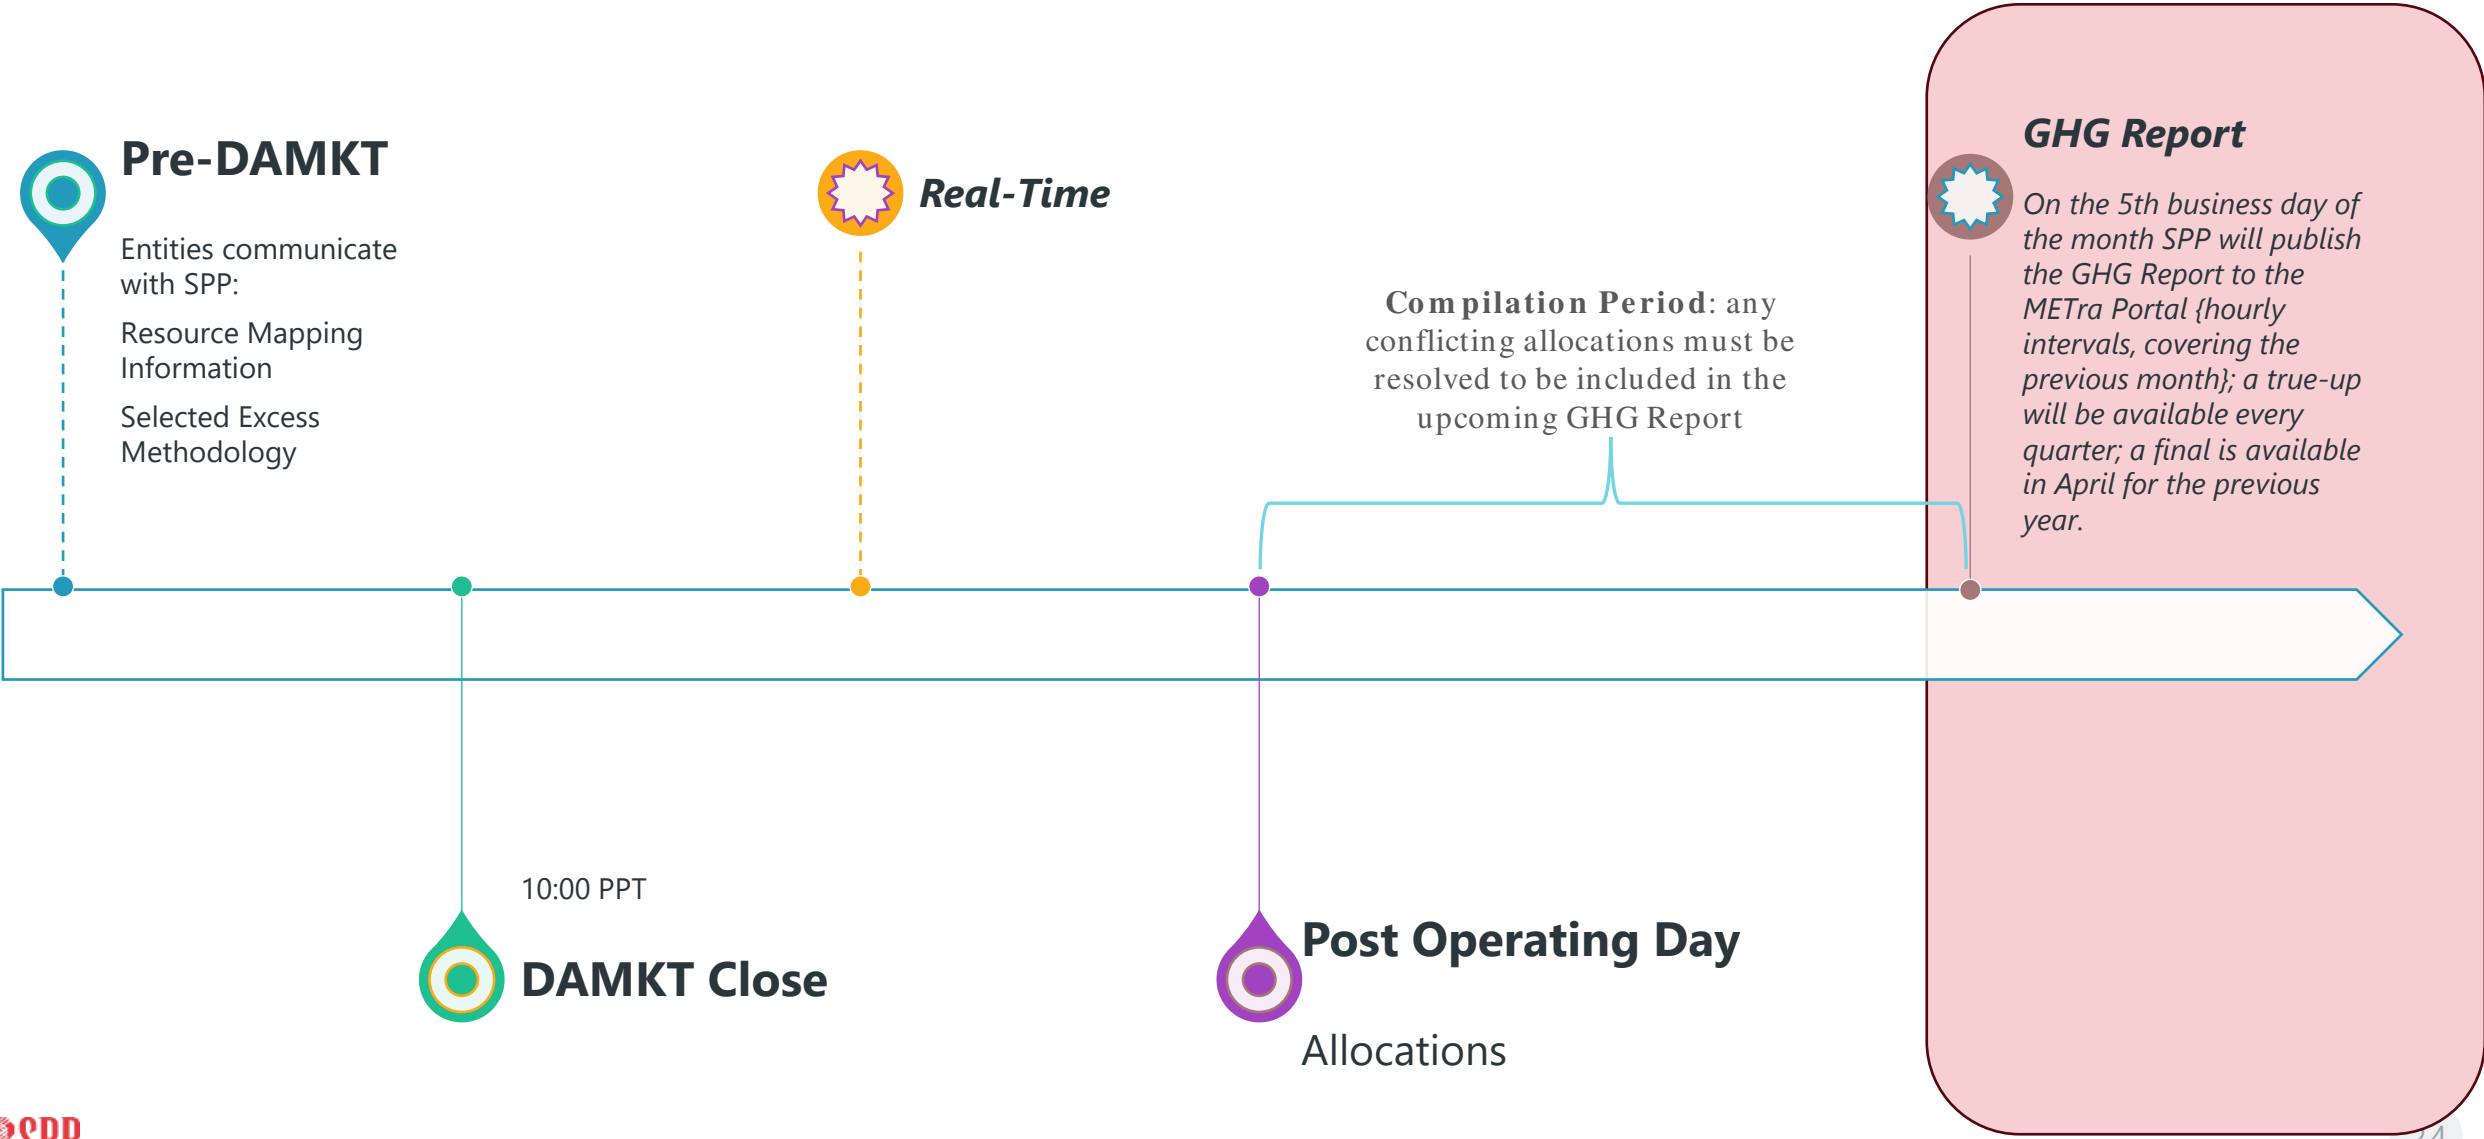 Pre-DAMKT
Entities communicate
with SPP:
Resource Mapping
Information
Selected Excess
Methodology
10:00 PPT
DAMKT Close
Real-Time
Compilation Period: any
conflicting allocations must be
resolved to be included in the
upcoming GHG Report
Post Operating Day
Allocations
GHG Report
On the 5th business day of
the month SPP will publish
the GHG Report to the
METra Portal {hourly
intervals, covering the
previous month}; a true-up
will be available every
quarter; a final is available
in April for the previous
year.